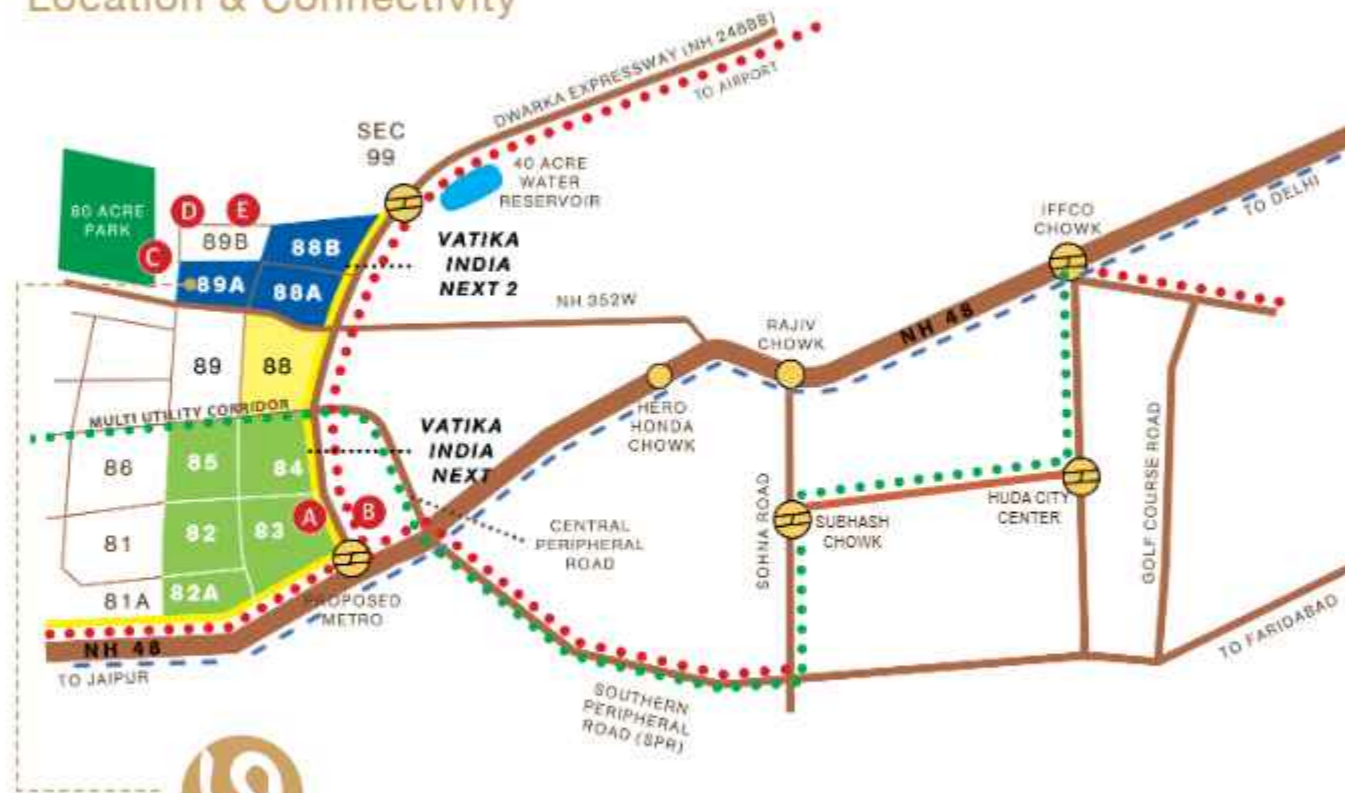 Location & Connectivity
DWARKA EXPRESSWAY (NH 248BB)
TO AIRPORT
SEC
99
40 ACRE
WATER
RESERVOIR
80 ACRE
PARK
D
E
C
89B
88B
89A
88A
VATIKA
INDIA
NEXT 2
NH 352W
IFFCO
CHOWK
TO DELHI
NH 48
RAJIV
CHOWK
89
88
MULTI UTILITY CORRIDOR
HERO
HONDA
CHOWK
VATIKA
INDIA
NEXT
86
85
84
A
B
81
82
83
81A
82A
CENTRAL
PERIPHERAL
ROAD
SOHNA ROAD
SUBHASH
CHOWK
HUDA CITY
CENTER
GOLF COURSE ROAD
PROPOSED
METRO
NH 48
TO JAIPUR
TO FARIDABAD
SOUTHERN
PERIPHERAL
ROAD (SPR)